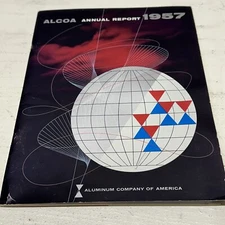 ALCOA ANNUAL REPORT 1957
ALUMINUM COMPANY OF AMERICA